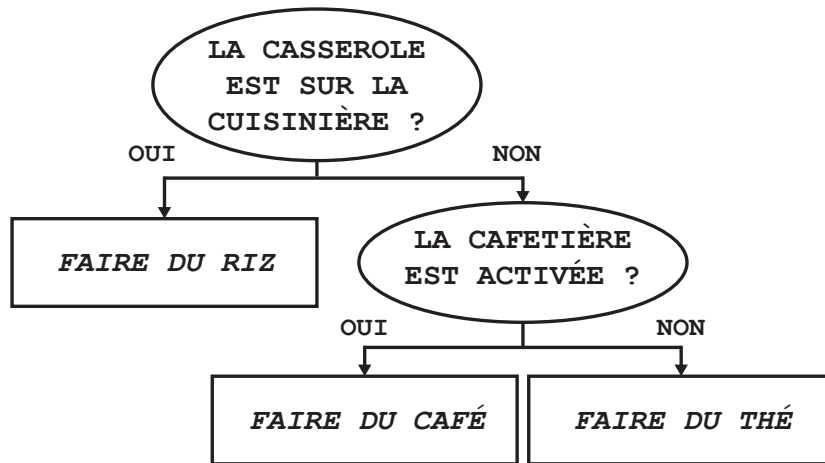 LA CASSEROLE
EST SUR LA
CUISINIÈRE ?
OUI
NON
FAIRE DU RIZ
LA CAFETIÈRE
EST ACTIVÉE ?
OUI
NON
FAIRE DU CAFÉ
FAIRE DU THÉ